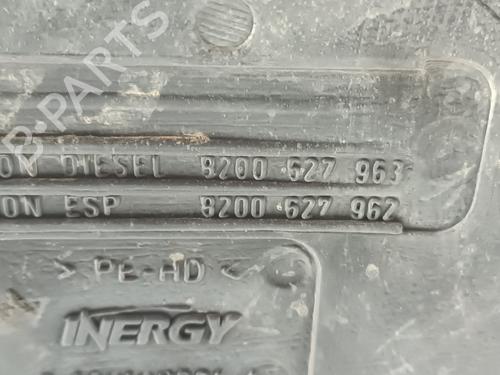 B-PARTS
ON DIESEL 8200 627 963
ON ESP 8200 627 962
> PE-HD <
INERGY